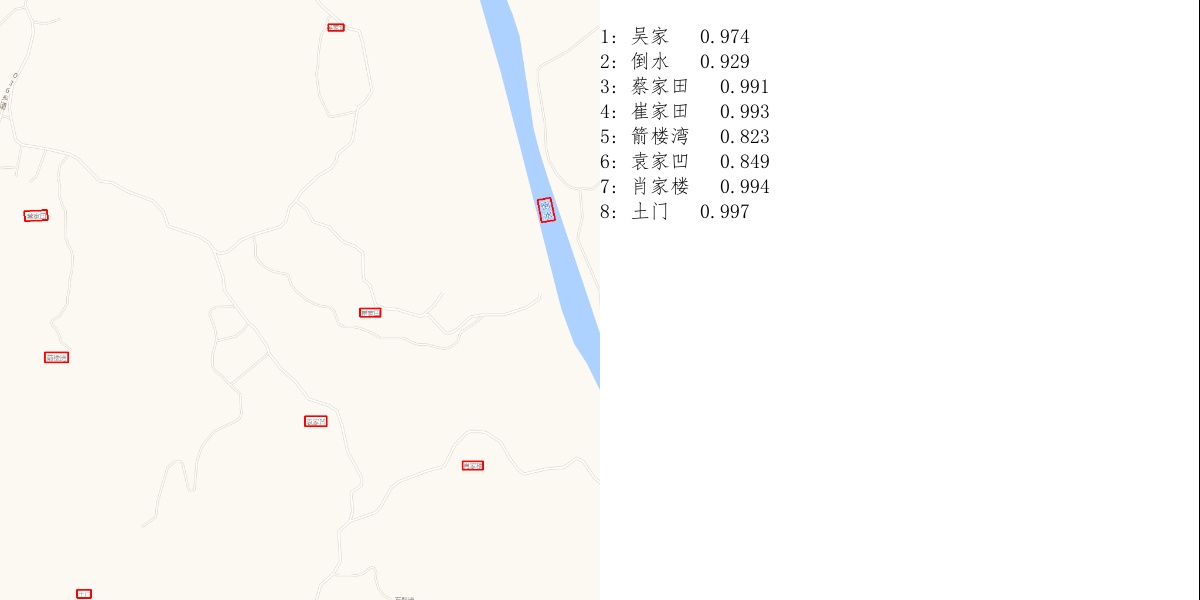 1: 吴家 0.974
2: 倒水 0.929
3: 蔡家田 0.991
4: 崔家田 0.993
5: 箭楼湾 0.823
6: 袁家凹 0.849
7: 肖家楼 0.994
8: 土门 0.997